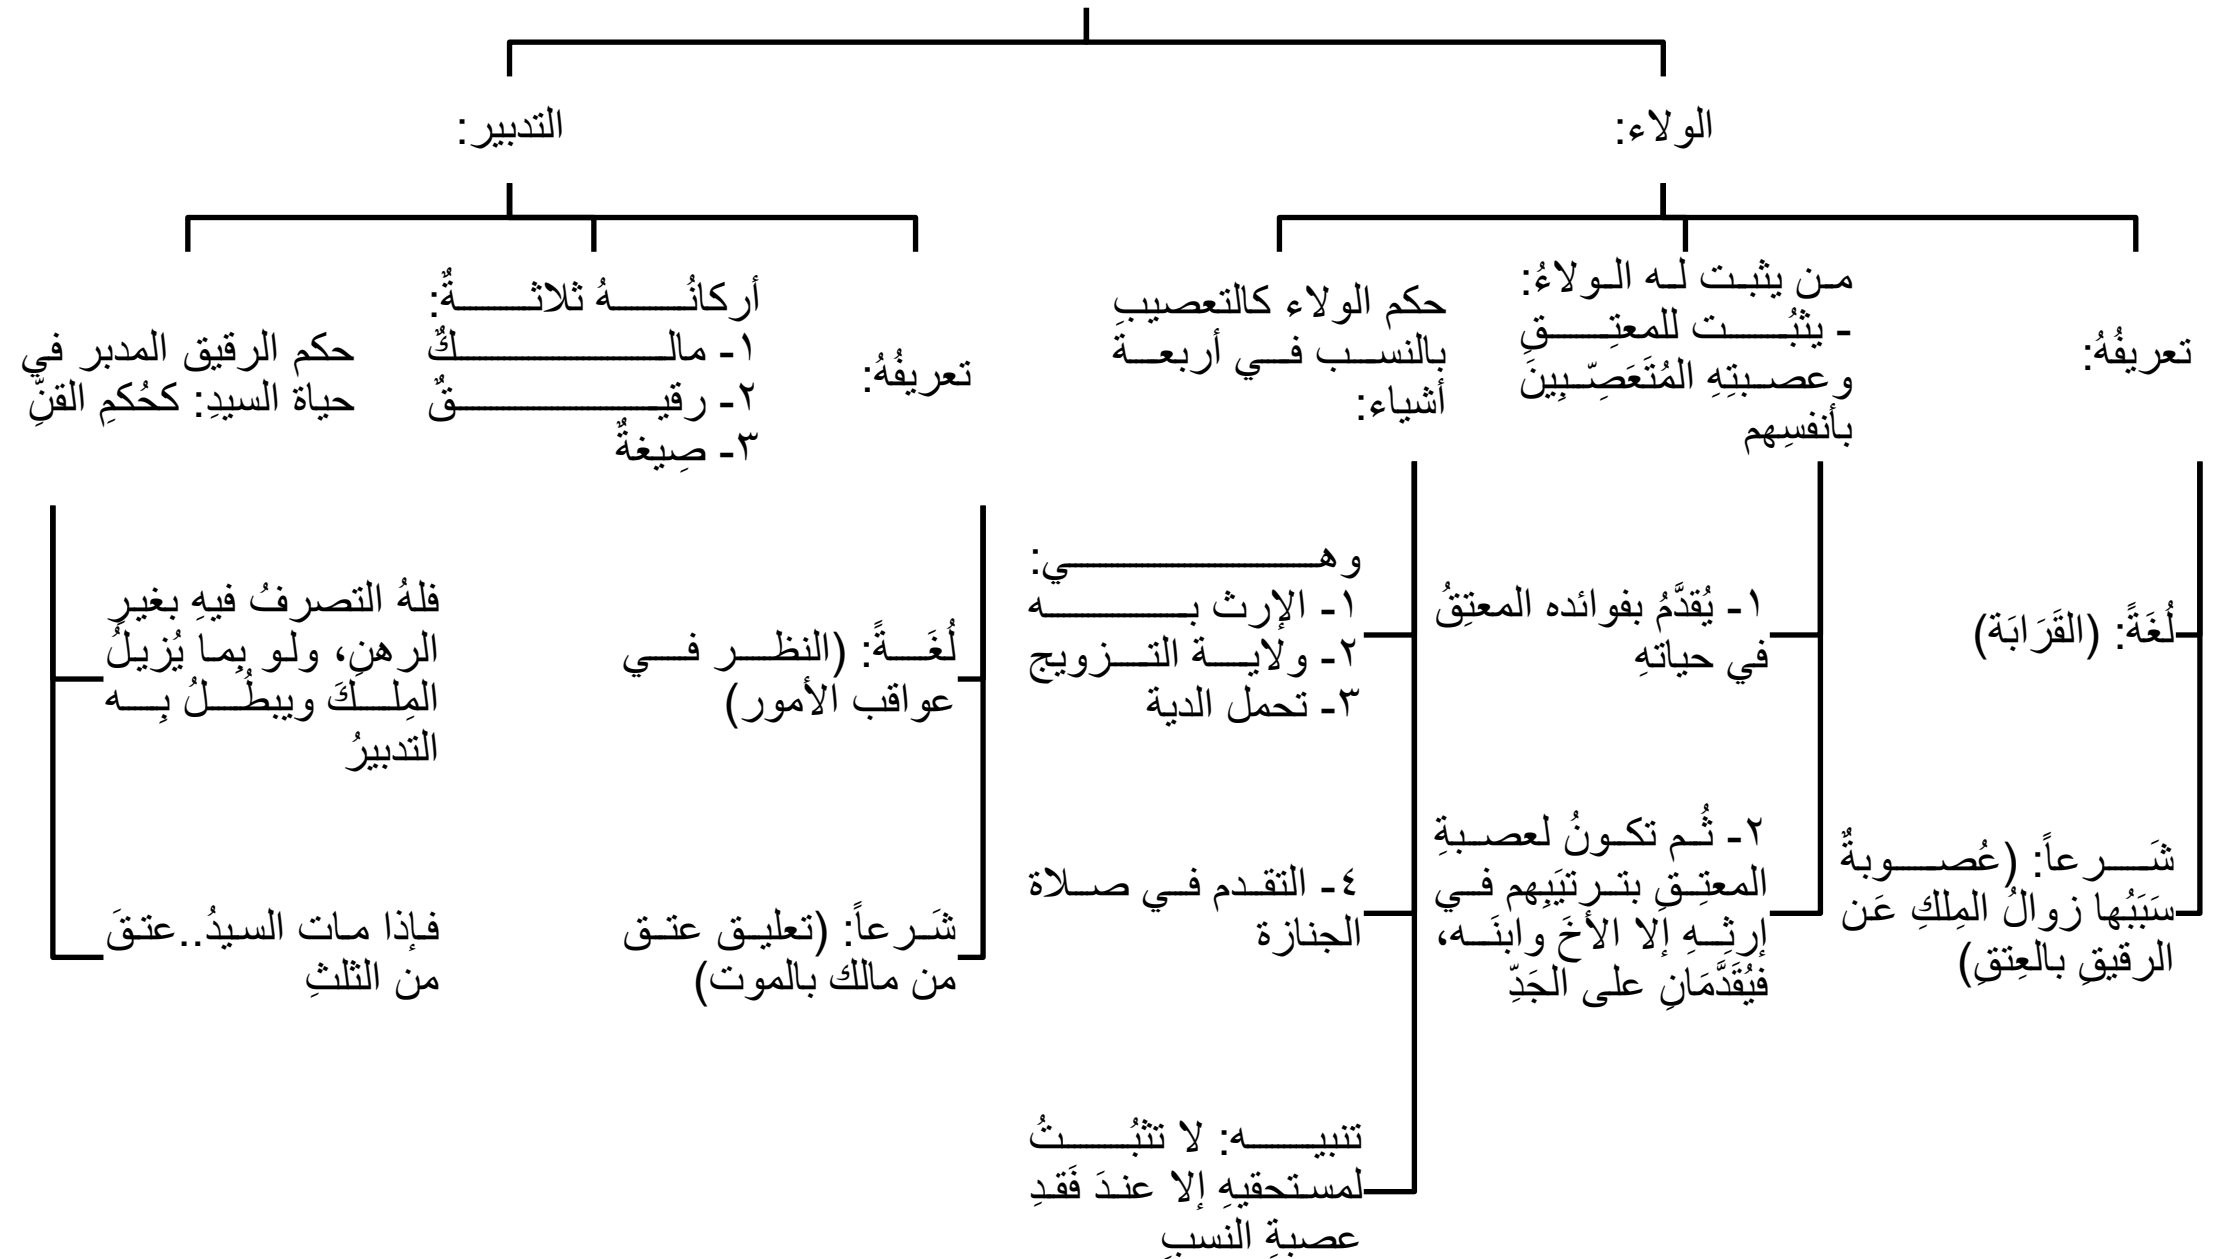 الولاء:
تعريفُهُ:
لُغَةً: (القَرَابَة)
شَرعاً: (عُصوبةٌ
سَبَبُها زوالُ المِلكِ عَن
الرقيقِ بالعِتقِ)
من يثبت له الولاءُ:
- يثبُت للمعتِقِ
وعصبتِهِ المُتَعَصِّبِينَ
بأنفسِهم
١- يُقدَّمُ بفوائده المعتِقُ
في حياتهِ
٢- ثُم تكونُ لعصبةِ
المعتِقِ بترتيَبِهم في
إرثِهِ إلا الأخَ وابنَه،
فيُقَدَّمَانِ على الجَدِّ
حكم الولاء كالتعصيبِ
بالنسب في أربعة
أشياء:
وهي:
١- الإرث به
٢- ولاية التزويج
٣- تحمل الدية
٤- التقدم في صلاة
الجنازة
تنبيه: لا تثبُتُ
لمستحقيهِ إلا عندَ فَقدِ
عصبةِ النسبِ
التدبير:
تعريفُهُ:
لُغَةً: (النظر في
عواقب الأمور)
شَرعاً: (تعليق عتق
من مالك بالموت)
أركانُهُ ثلاثةٌ:
١- مالكٌ
٢- رقيقٌ
٣- صِيغةٌ
حكم الرقيق المدبر في
حياة السيدِ: كحُكمِ القنِّ
فلهُ التصرفُ فيهِ بغيرِ
الرهنِ، ولو بِما يُزيلُ
المِلكَ ويبطُلُ بِه
التدبيرُ
فإذا مات السيدُ..عتقَ
من الثلثِ